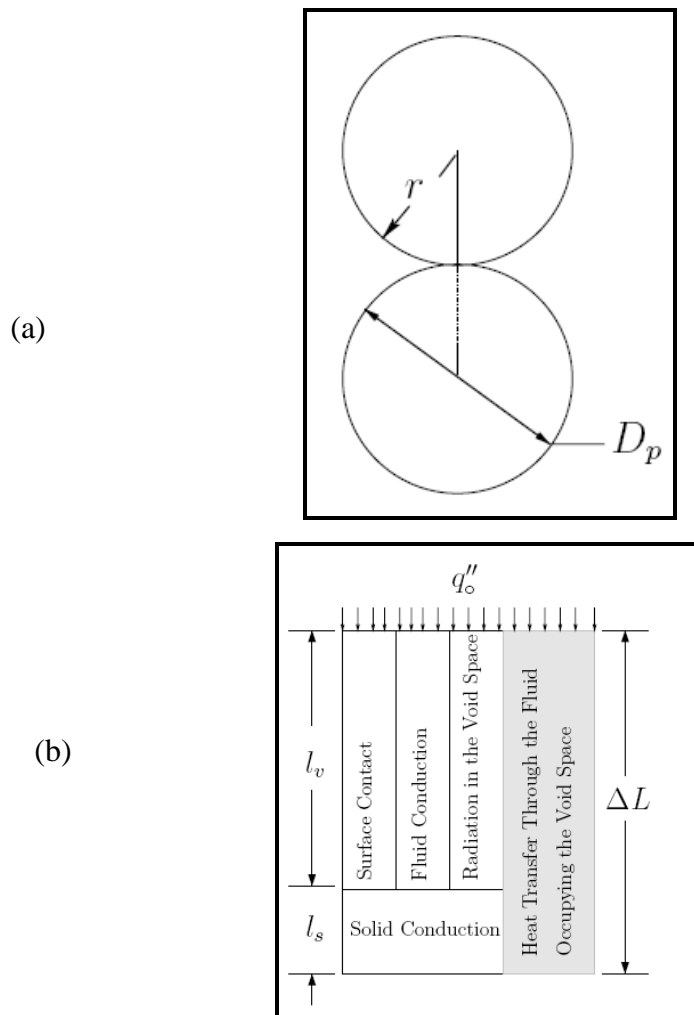 (a)
r
D_p
(b)
q″_o
l_v
Surface Contact
Fluid Conduction
Radiation in the Void Space
Heat Transfer Through the Fluid
Occupying the Void Space
ΔL
l_s
Solid Conduction